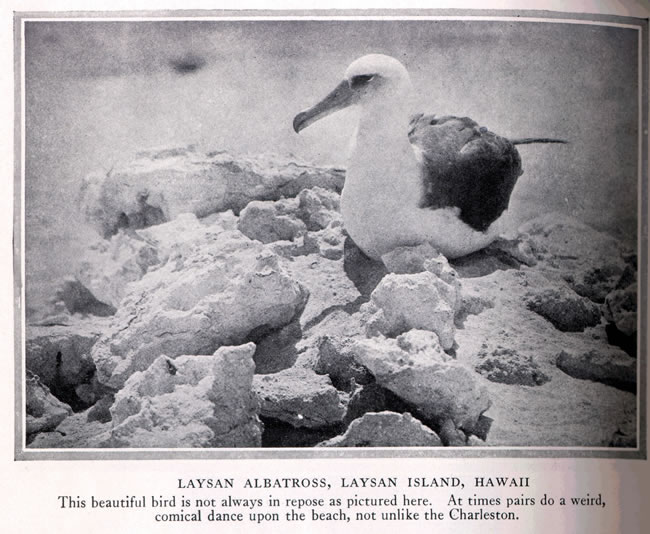 LAYSAN ALBATROSS, LAYSAN ISLAND, HAWAII
This beautiful bird is not always in repose as pictured here. At times pairs do a weird,
comical dance upon the beach, not unlike the Charleston.